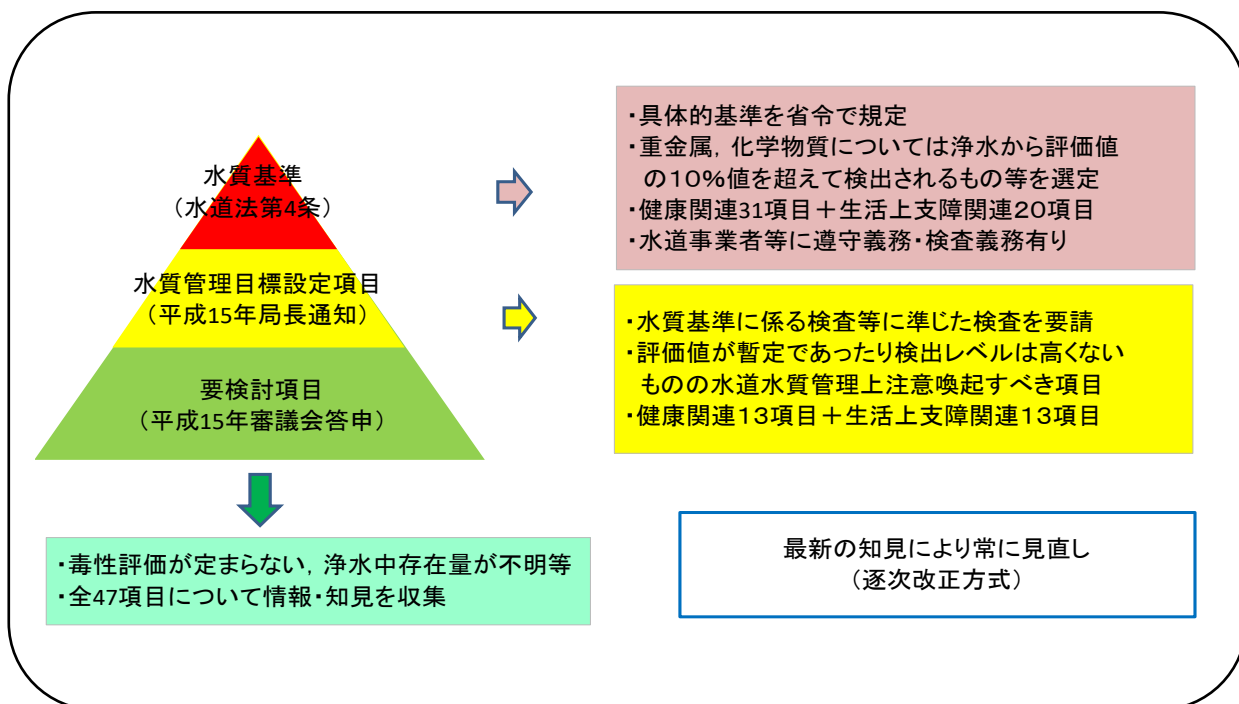 水質基準
（水道法第4条）
・具体的基準を省令で規定
・重金属，化学物質については浄水から評価値
の１０％値を超えて検出されるもの等を選定
・健康関連31項目＋生活上支障関連２０項目
・水道事業者等に遵守義務・検査義務有り
水質管理目標設定項目
（平成15年局長通知）
・水質基準に係る検査等に準じた検査を要請
・評価値が暫定であったり検出レベルは高くない
ものの水道水質管理上注意喚起すべき項目
・健康関連１３項目＋生活上支障関連１３項目
要検討項目
（平成15年審議会答申）
・毒性評価が定まらない，浄水中存在量が不明等
・全47項目について情報・知見を収集
最新の知見により常に見直し
（逐次改正方式）